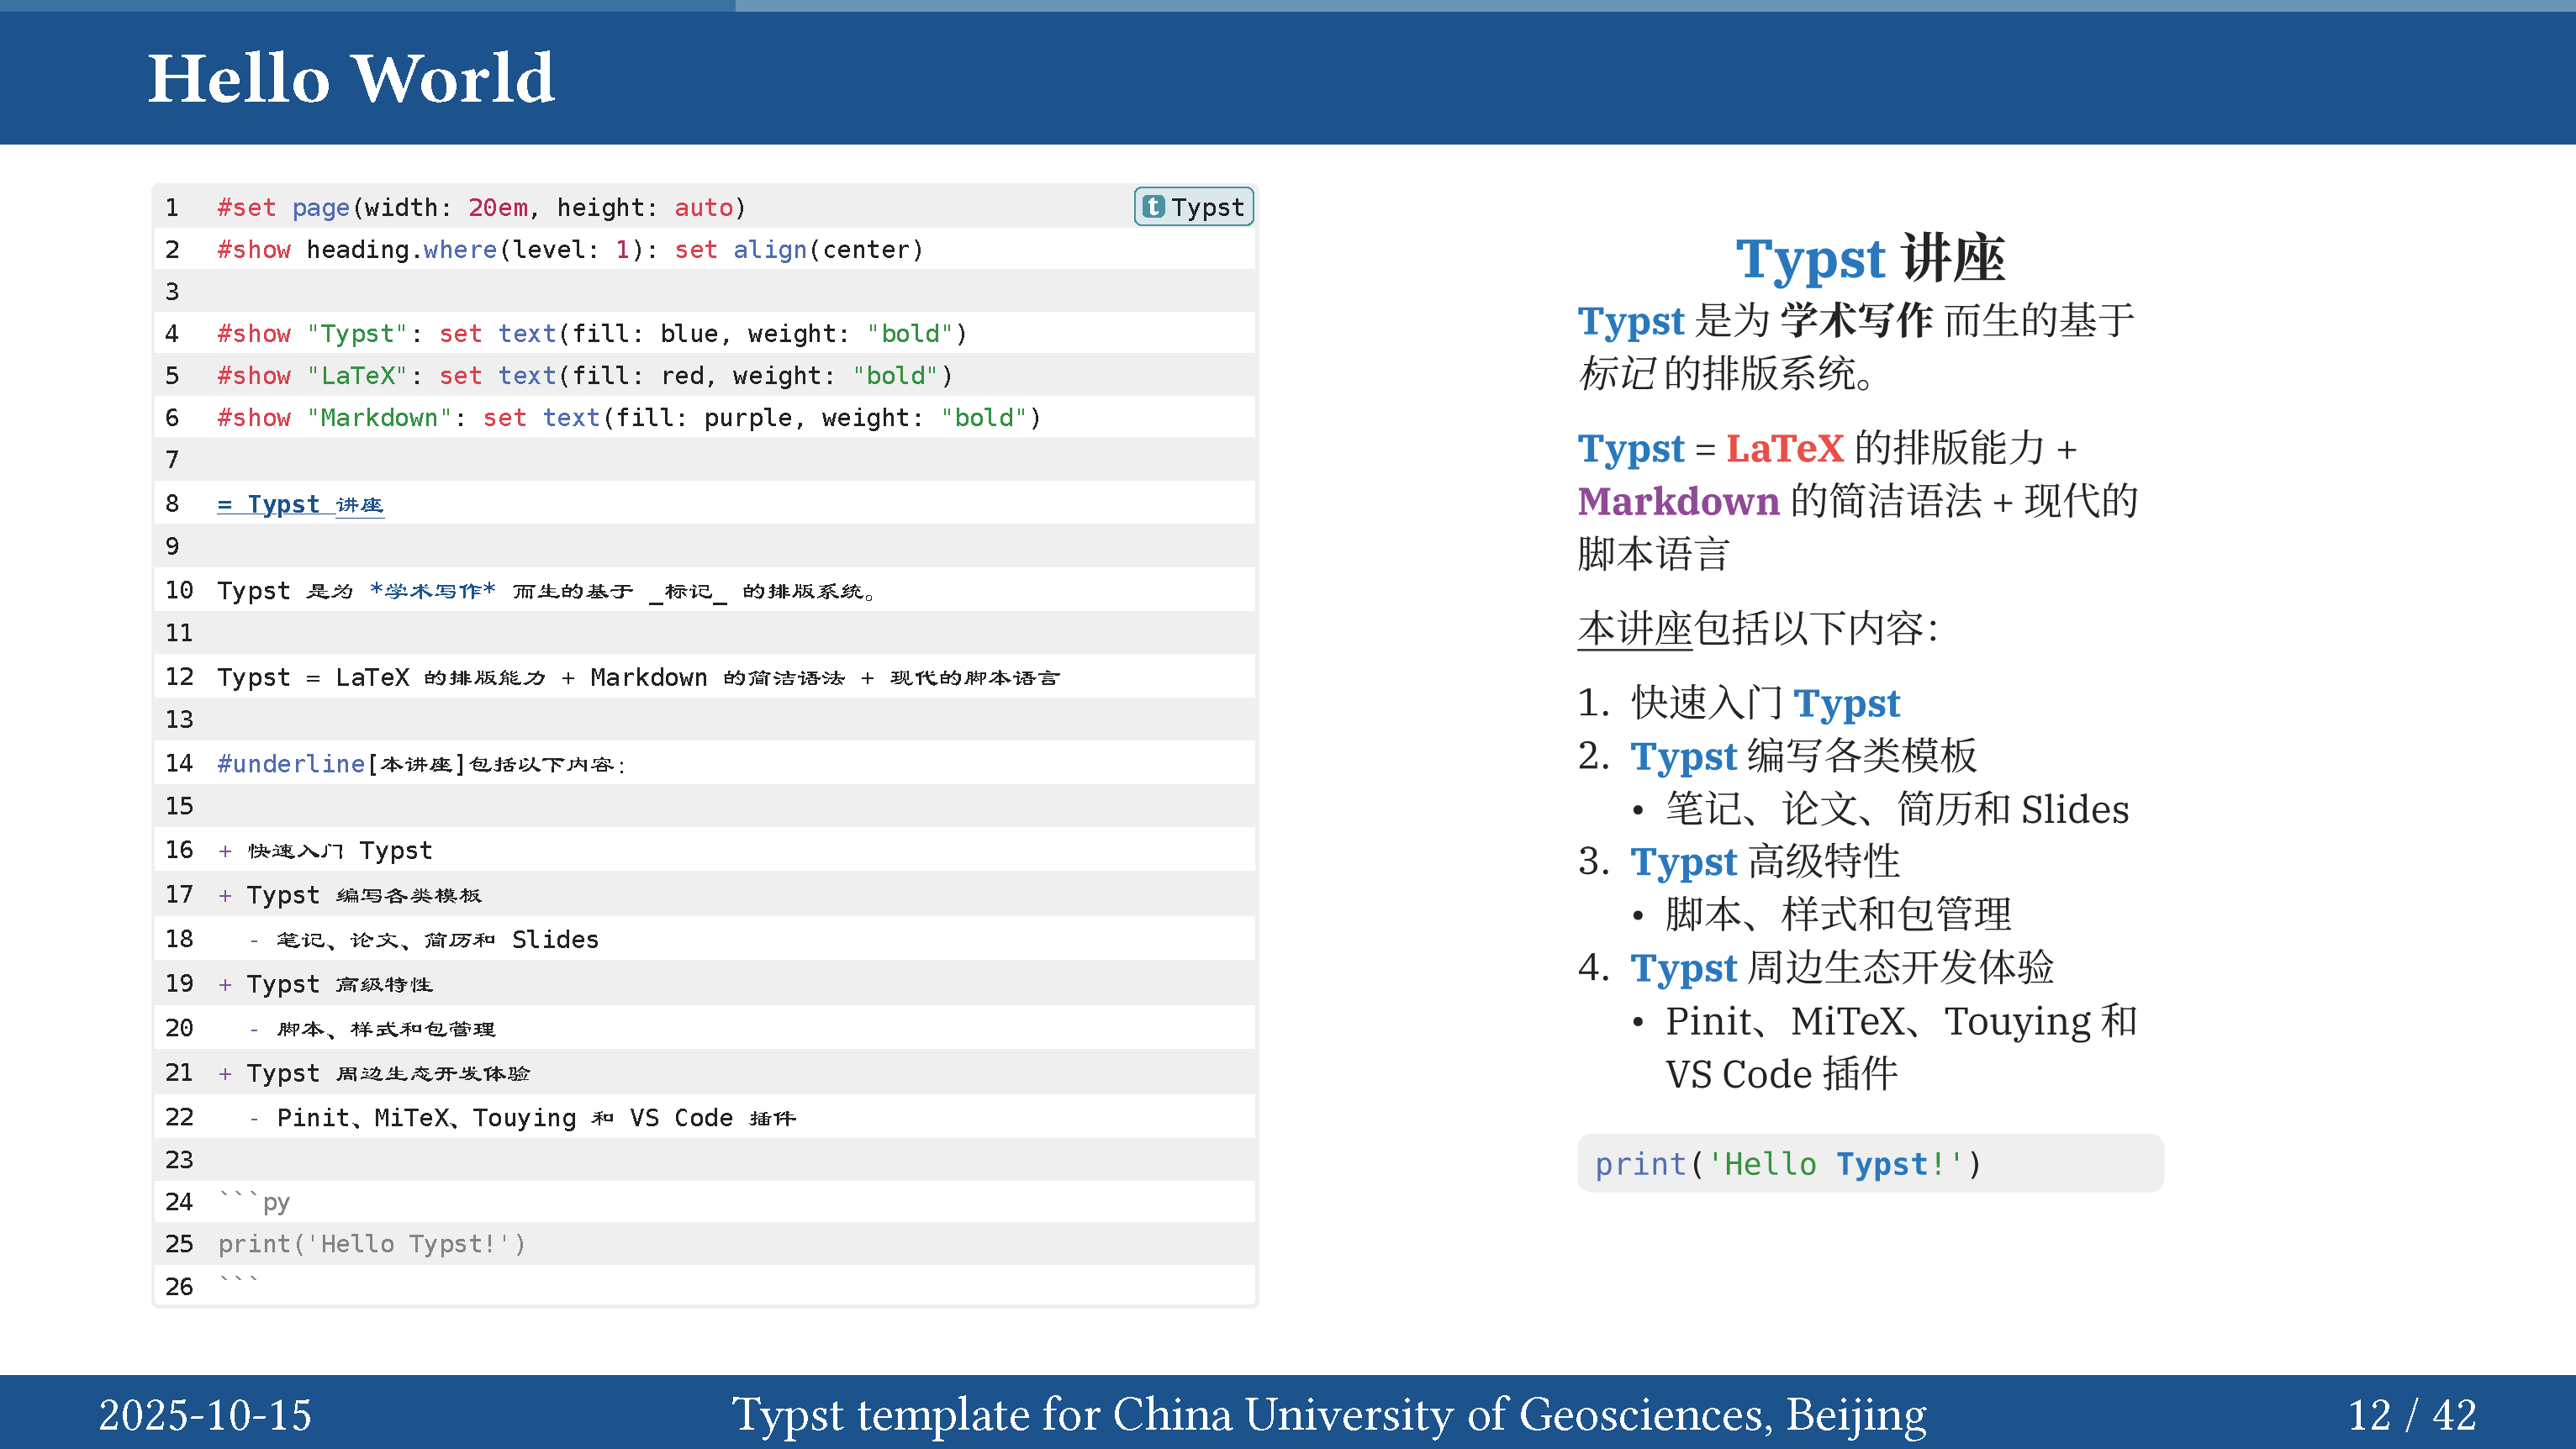 Hello World
1 #set page(width: 20em, height: auto)
Typst
2 #show heading.where(level: 1): set align(center)
3
4 #show "Typst": set text(fill: blue, weight: "bold")
5 #show "LaTeX": set text(fill: red, weight: "bold")
6 #show "Markdown": set text(fill: purple, weight: "bold")
7
8 = Typst 讲座
9
10 Typst 是为 *学术写作* 而生的基于 _标记_ 的排版系统。
11
12 Typst = LaTeX 的排版能力 + Markdown 的简洁语法 + 现代的脚本语言
13
14 #underline[本讲座]包括以下内容：
15
16 + 快速入门 Typst
17 + Typst 编写各类模板
18   - 笔记、论文、简历和 Slides
19 + Typst 高级特性
20   - 脚本、样式和包管理
21 + Typst 周边生态开发体验
22   - Pinit、MiTeX、Touying 和 VS Code 插件
23
24 ```py
25 print('Hello Typst!')
26 ```
Typst 讲座
Typst 是为 学术写作 而生的基于
标记 的排版系统。
Typst = LaTeX 的排版能力 +
Markdown 的简洁语法 + 现代的
脚本语言
本讲座包括以下内容：
1. 快速入门 Typst
2. Typst 编写各类模板
• 笔记、论文、简历和 Slides
3. Typst 高级特性
• 脚本、样式和包管理
4. Typst 周边生态开发体验
• Pinit、MiTeX、Touying 和
VS Code 插件
print('Hello Typst!')
2025-10-15
Typst template for China University of Geosciences, Beijing
12 / 42